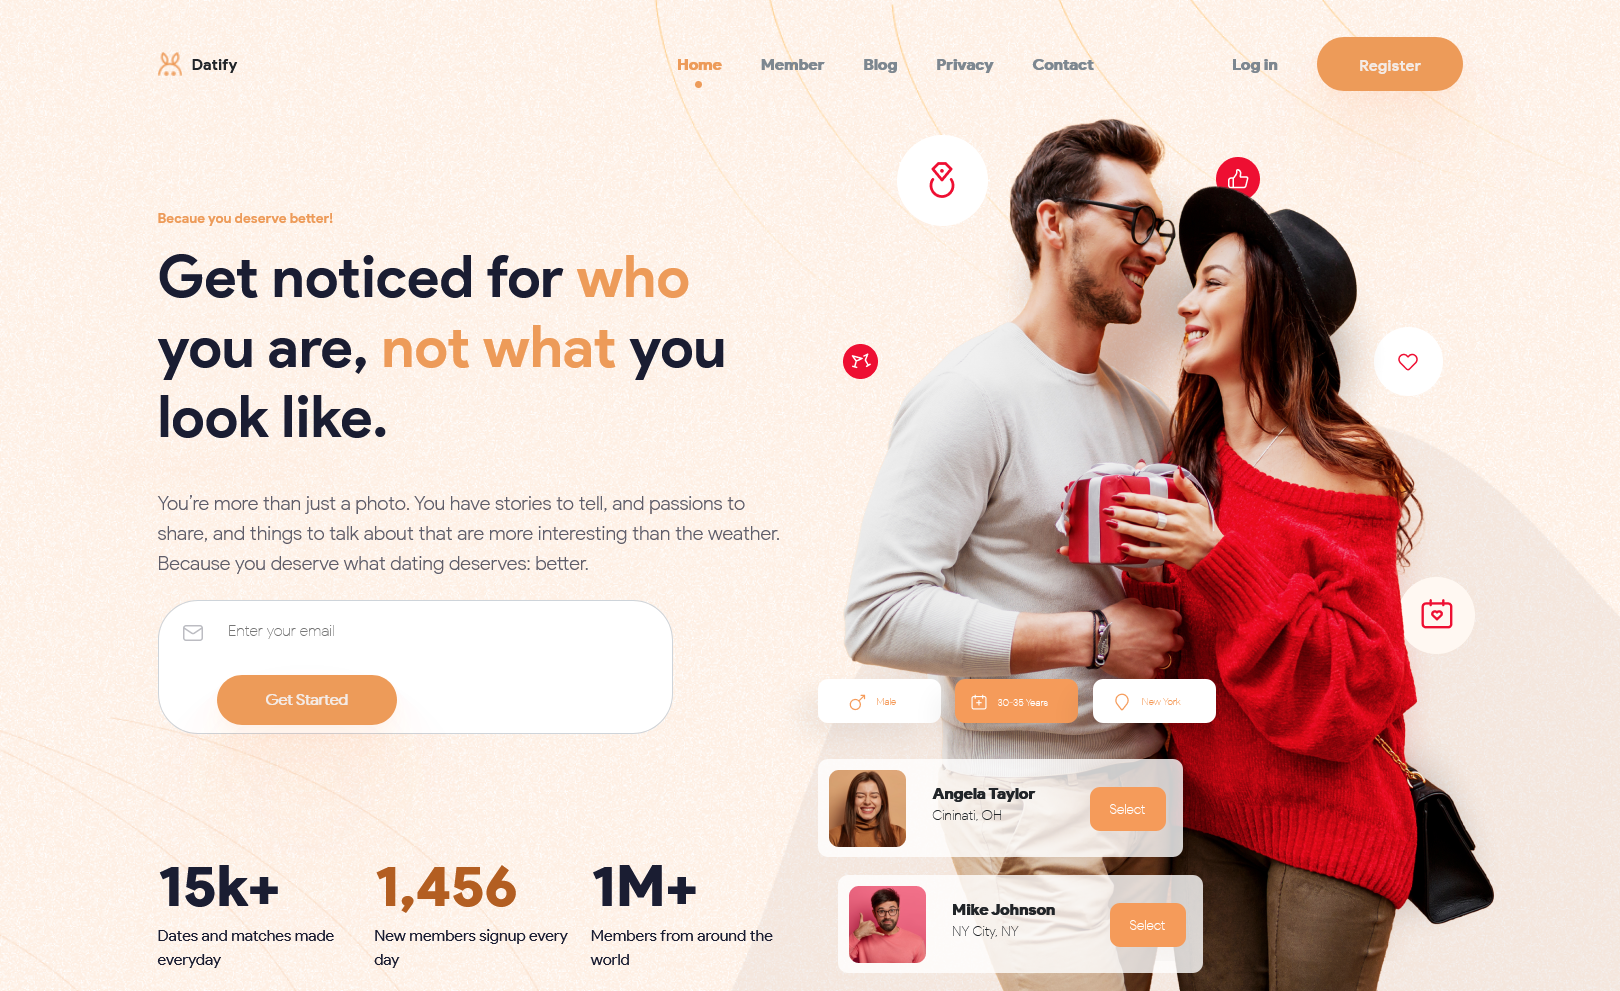 Datify
Home
Member
Blog
Privacy
Contact
Log in
Register
Becaue you deserve better!
Get noticed for who
you are, not what you
look like.
You're more than just a photo. You have stories to tell, and passions to
share, and things to talk about that are more interesting than the weather.
Because you deserve what dating deserves: better.
Enter your email
Get Started
15k+
Dates and matches made
everyday
1,456
New members signup every
day
1M+
Members from around the
world
Male
30-35 Years
New York
Angela Taylor
Cininati, OH
Select
Mike Johnson
NY City, NY
Select